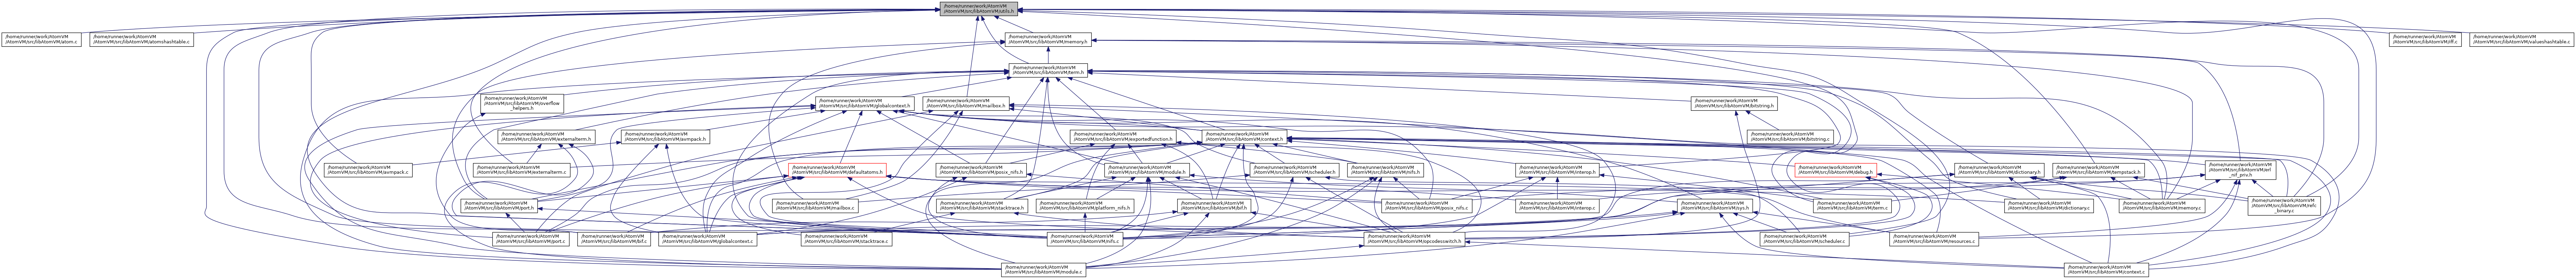 /home/runner/work/AtomVM
/AtomVM/src/libAtomVM/utils.h
/home/runner/work/AtomVM
/AtomVM/src/libAtomVM/atom.c
/home/runner/work/AtomVM
/AtomVM/src/libAtomVM/atomshashtable.c
/home/runner/work/AtomVM
/AtomVM/src/libAtomVM/memory.h
/home/runner/work/AtomVM
/AtomVM/src/libAtomVM/iff.c
/home/runner/work/AtomVM
/AtomVM/src/libAtomVM/valueshashtable.c
/home/runner/work/AtomVM
/AtomVM/src/libAtomVM/term.h
/home/runner/work/AtomVM
/AtomVM/src/libAtomVM/overflow
_helpers.h
/home/runner/work/AtomVM
/AtomVM/src/libAtomVM/globalcontext.h
/home/runner/work/AtomVM
/AtomVM/src/libAtomVM/mailbox.h
/home/runner/work/AtomVM
/AtomVM/src/libAtomVM/bitstring.h
/home/runner/work/AtomVM
/AtomVM/src/libAtomVM/externalterm.h
/home/runner/work/AtomVM
/AtomVM/src/libAtomVM/avmpack.h
/home/runner/work/AtomVM
/AtomVM/src/libAtomVM/exportedfunction.h
/home/runner/work/AtomVM
/AtomVM/src/libAtomVM/context.h
/home/runner/work/AtomVM
/AtomVM/src/libAtomVM/bitstring.c
/home/runner/work/AtomVM
/AtomVM/src/libAtomVM/avmpack.c
/home/runner/work/AtomVM
/AtomVM/src/libAtomVM/externalterm.c
/home/runner/work/AtomVM
/AtomVM/src/libAtomVM/defaultatoms.h
/home/runner/work/AtomVM
/AtomVM/src/libAtomVM/posix_nifs.h
/home/runner/work/AtomVM
/AtomVM/src/libAtomVM/module.h
/home/runner/work/AtomVM
/AtomVM/src/libAtomVM/scheduler.h
/home/runner/work/AtomVM
/AtomVM/src/libAtomVM/nifs.h
/home/runner/work/AtomVM
/AtomVM/src/libAtomVM/interop.h
/home/runner/work/AtomVM
/AtomVM/src/libAtomVM/debug.h
/home/runner/work/AtomVM
/AtomVM/src/libAtomVM/dictionary.h
/home/runner/work/AtomVM
/AtomVM/src/libAtomVM/tempstack.h
/home/runner/work/AtomVM
/AtomVM/src/libAtomVM/erl
_nif_priv.h
/home/runner/work/AtomVM
/AtomVM/src/libAtomVM/port.h
/home/runner/work/AtomVM
/AtomVM/src/libAtomVM/mailbox.c
/home/runner/work/AtomVM
/AtomVM/src/libAtomVM/stacktrace.h
/home/runner/work/AtomVM
/AtomVM/src/libAtomVM/platform_nifs.h
/home/runner/work/AtomVM
/AtomVM/src/libAtomVM/bif.h
/home/runner/work/AtomVM
/AtomVM/src/libAtomVM/posix_nifs.c
/home/runner/work/AtomVM
/AtomVM/src/libAtomVM/interop.c
/home/runner/work/AtomVM
/AtomVM/src/libAtomVM/sys.h
/home/runner/work/AtomVM
/AtomVM/src/libAtomVM/term.c
/home/runner/work/AtomVM
/AtomVM/src/libAtomVM/dictionary.c
/home/runner/work/AtomVM
/AtomVM/src/libAtomVM/memory.c
/home/runner/work/AtomVM
/AtomVM/src/libAtomVM/refc
_binary.c
/home/runner/work/AtomVM
/AtomVM/src/libAtomVM/port.c
/home/runner/work/AtomVM
/AtomVM/src/libAtomVM/bif.c
/home/runner/work/AtomVM
/AtomVM/src/libAtomVM/globalcontext.c
/home/runner/work/AtomVM
/AtomVM/src/libAtomVM/stacktrace.c
/home/runner/work/AtomVM
/AtomVM/src/libAtomVM/nifs.c
/home/runner/work/AtomVM
/AtomVM/src/libAtomVM/opcodesswitch.h
/home/runner/work/AtomVM
/AtomVM/src/libAtomVM/scheduler.c
/home/runner/work/AtomVM
/AtomVM/src/libAtomVM/resources.c
/home/runner/work/AtomVM
/AtomVM/src/libAtomVM/module.c
/home/runner/work/AtomVM
/AtomVM/src/libAtomVM/context.c